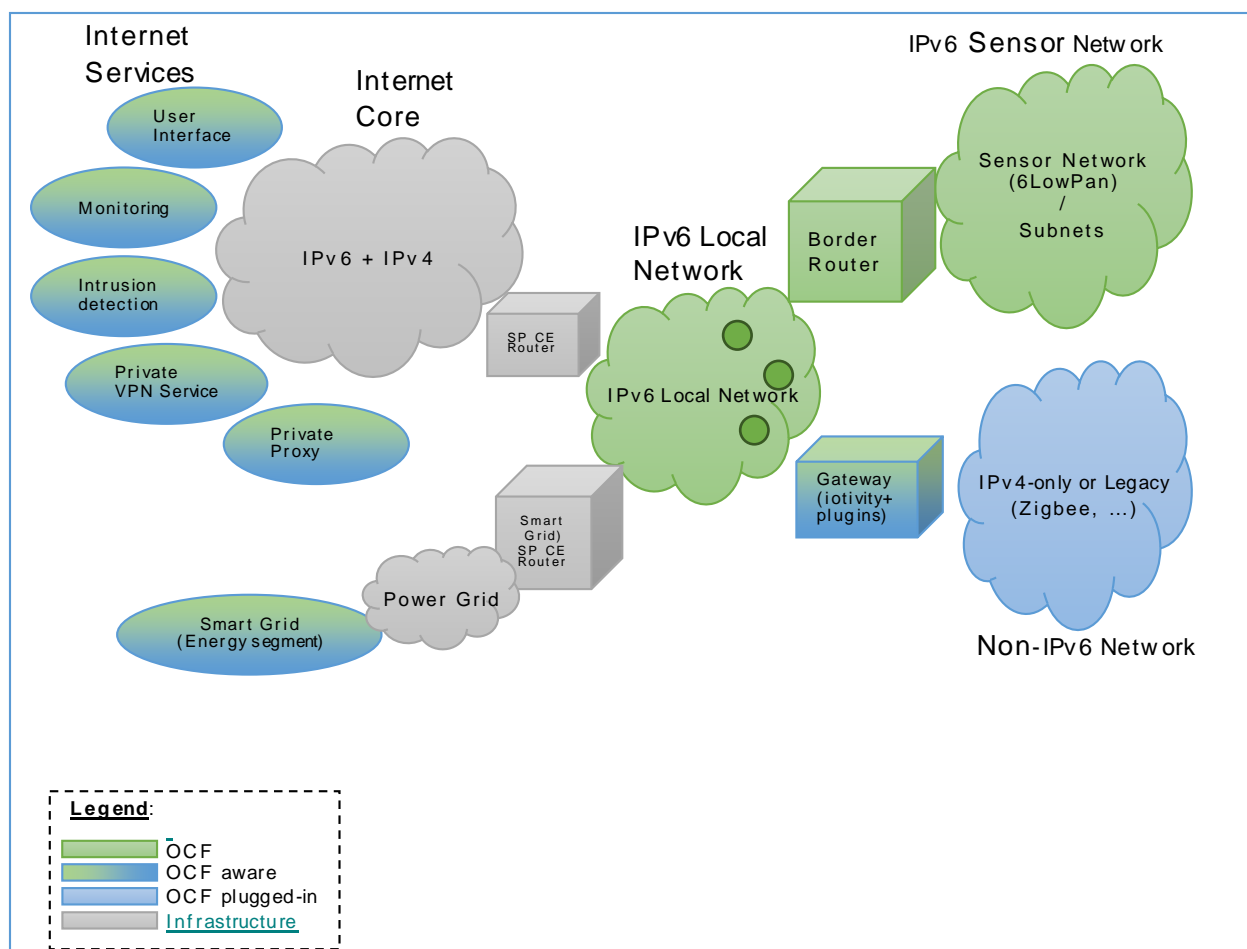 Internet
Services
User
Interface
Monitoring
Intrusion
detection
Private
VPN Service
Private
Proxy
Internet
Core
IPv6 + IPv4
SP CE
Router
IPv6 Local
Network
IPv6 Local Network
Border
Router
IPv6 Sensor Network
Sensor Network
(6LowPan)
/
Subnets
Gateway
(iotivity+
plugins)
IPv4-only or Legacy
(Zigbee, ...)
Non-IPv6 Network
Smart
Grid)
SP CE
Router
Power Grid
Smart Grid
(Energy segment)
Legend:
OCF
OCF aware
OCF plugged-in
Infrastructure